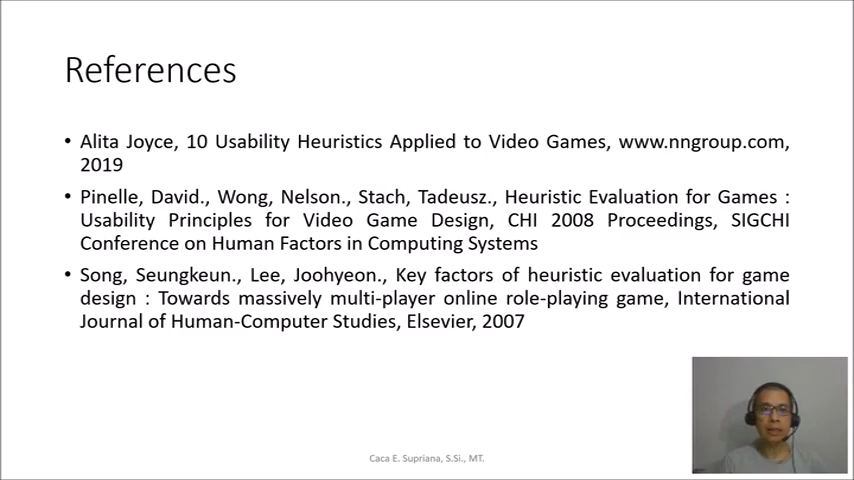 References
• Alita Joyce, 10 Usability Heuristics Applied to Video Games, www.nngroup.com,
2019
• Pinelle, David., Wong, Nelson., Stach, Tadeusz., Heuristic Evaluation for Games :
Usability Principles for Video Game Design, CHI 2008 Proceedings, SIGCHI
Conference on Human Factors in Computing Systems
• Song, Seungkeun., Lee, Joohyeon., Key factors of heuristic evaluation for game
design : Towards massively multi-player online role-playing game, International
Journal of Human-Computer Studies, Elsevier, 2007
Caca E. Supriana, S.Si., MT.